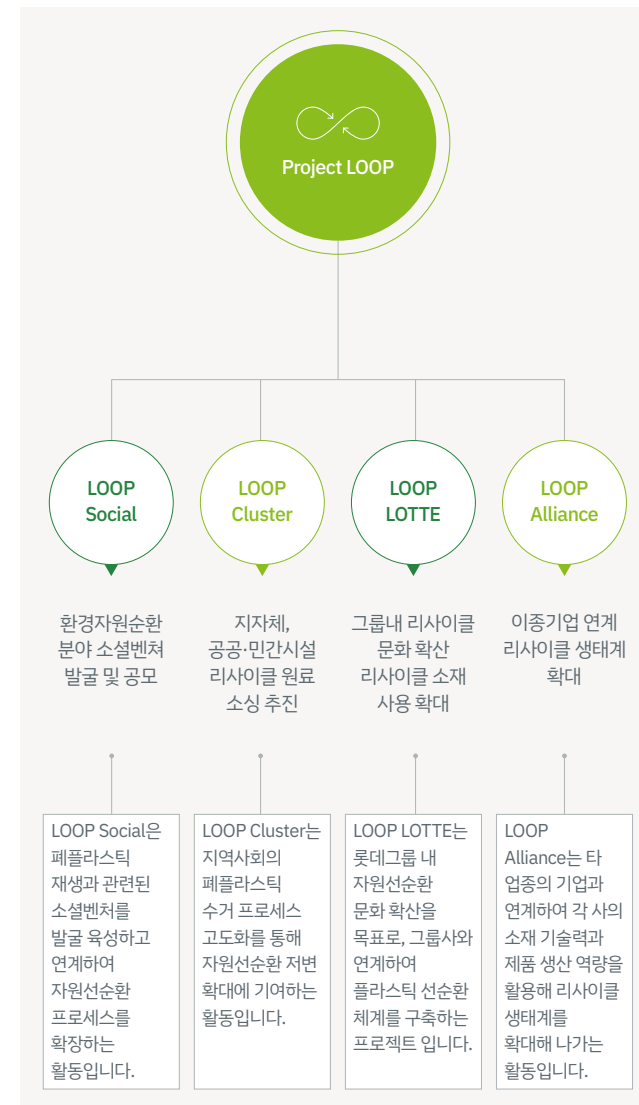 Project LOOP
LOOP
Social
LOOP
Cluster
LOOP
LOTTE
LOOP
Alliance
환경자원순환
분야 소셜벤쳐
발굴 및 공모
지자체,
공공·민간시설
리사이클 원료
소싱 추진
그룹내 리사이클
문화 확산
리사이클 소재
사용 확대
이종기업 연계
리사이클 생태계
확대
LOOP Social은
폐플라스틱
재생과 관련된
소셜벤처를
발굴 육성하고
연계하여
자원선순환
프로세스를
확장하는
활동입니다.
LOOP Cluster는
지역사회의
폐플라스틱
수거 프로세스
고도화를 통해
자원선순환 저변
확대에 기여하는
활동입니다.
LOOP LOTTE는
롯데그룹 내
자원선순환
문화 확산을
목표로, 그룹사와
연계하여
플라스틱 선순환
체계를 구축하는
프로젝트 입니다.
LOOP
Alliance는 타
업종의 기업과
연계하여 각 사의
소재 기술력과
제품 생산 역량을
활용해 리사이클
생태계를
확대해 나가는
활동입니다.